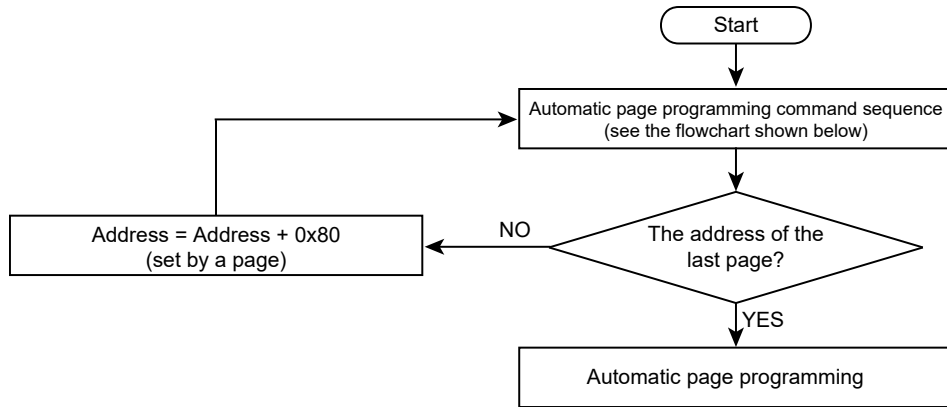 Start
Automatic page programming command sequence
(see the flowchart shown below)
The address of the
last page?
NO
Address = Address + 0x80
(set by a page)
YES
Automatic page programming